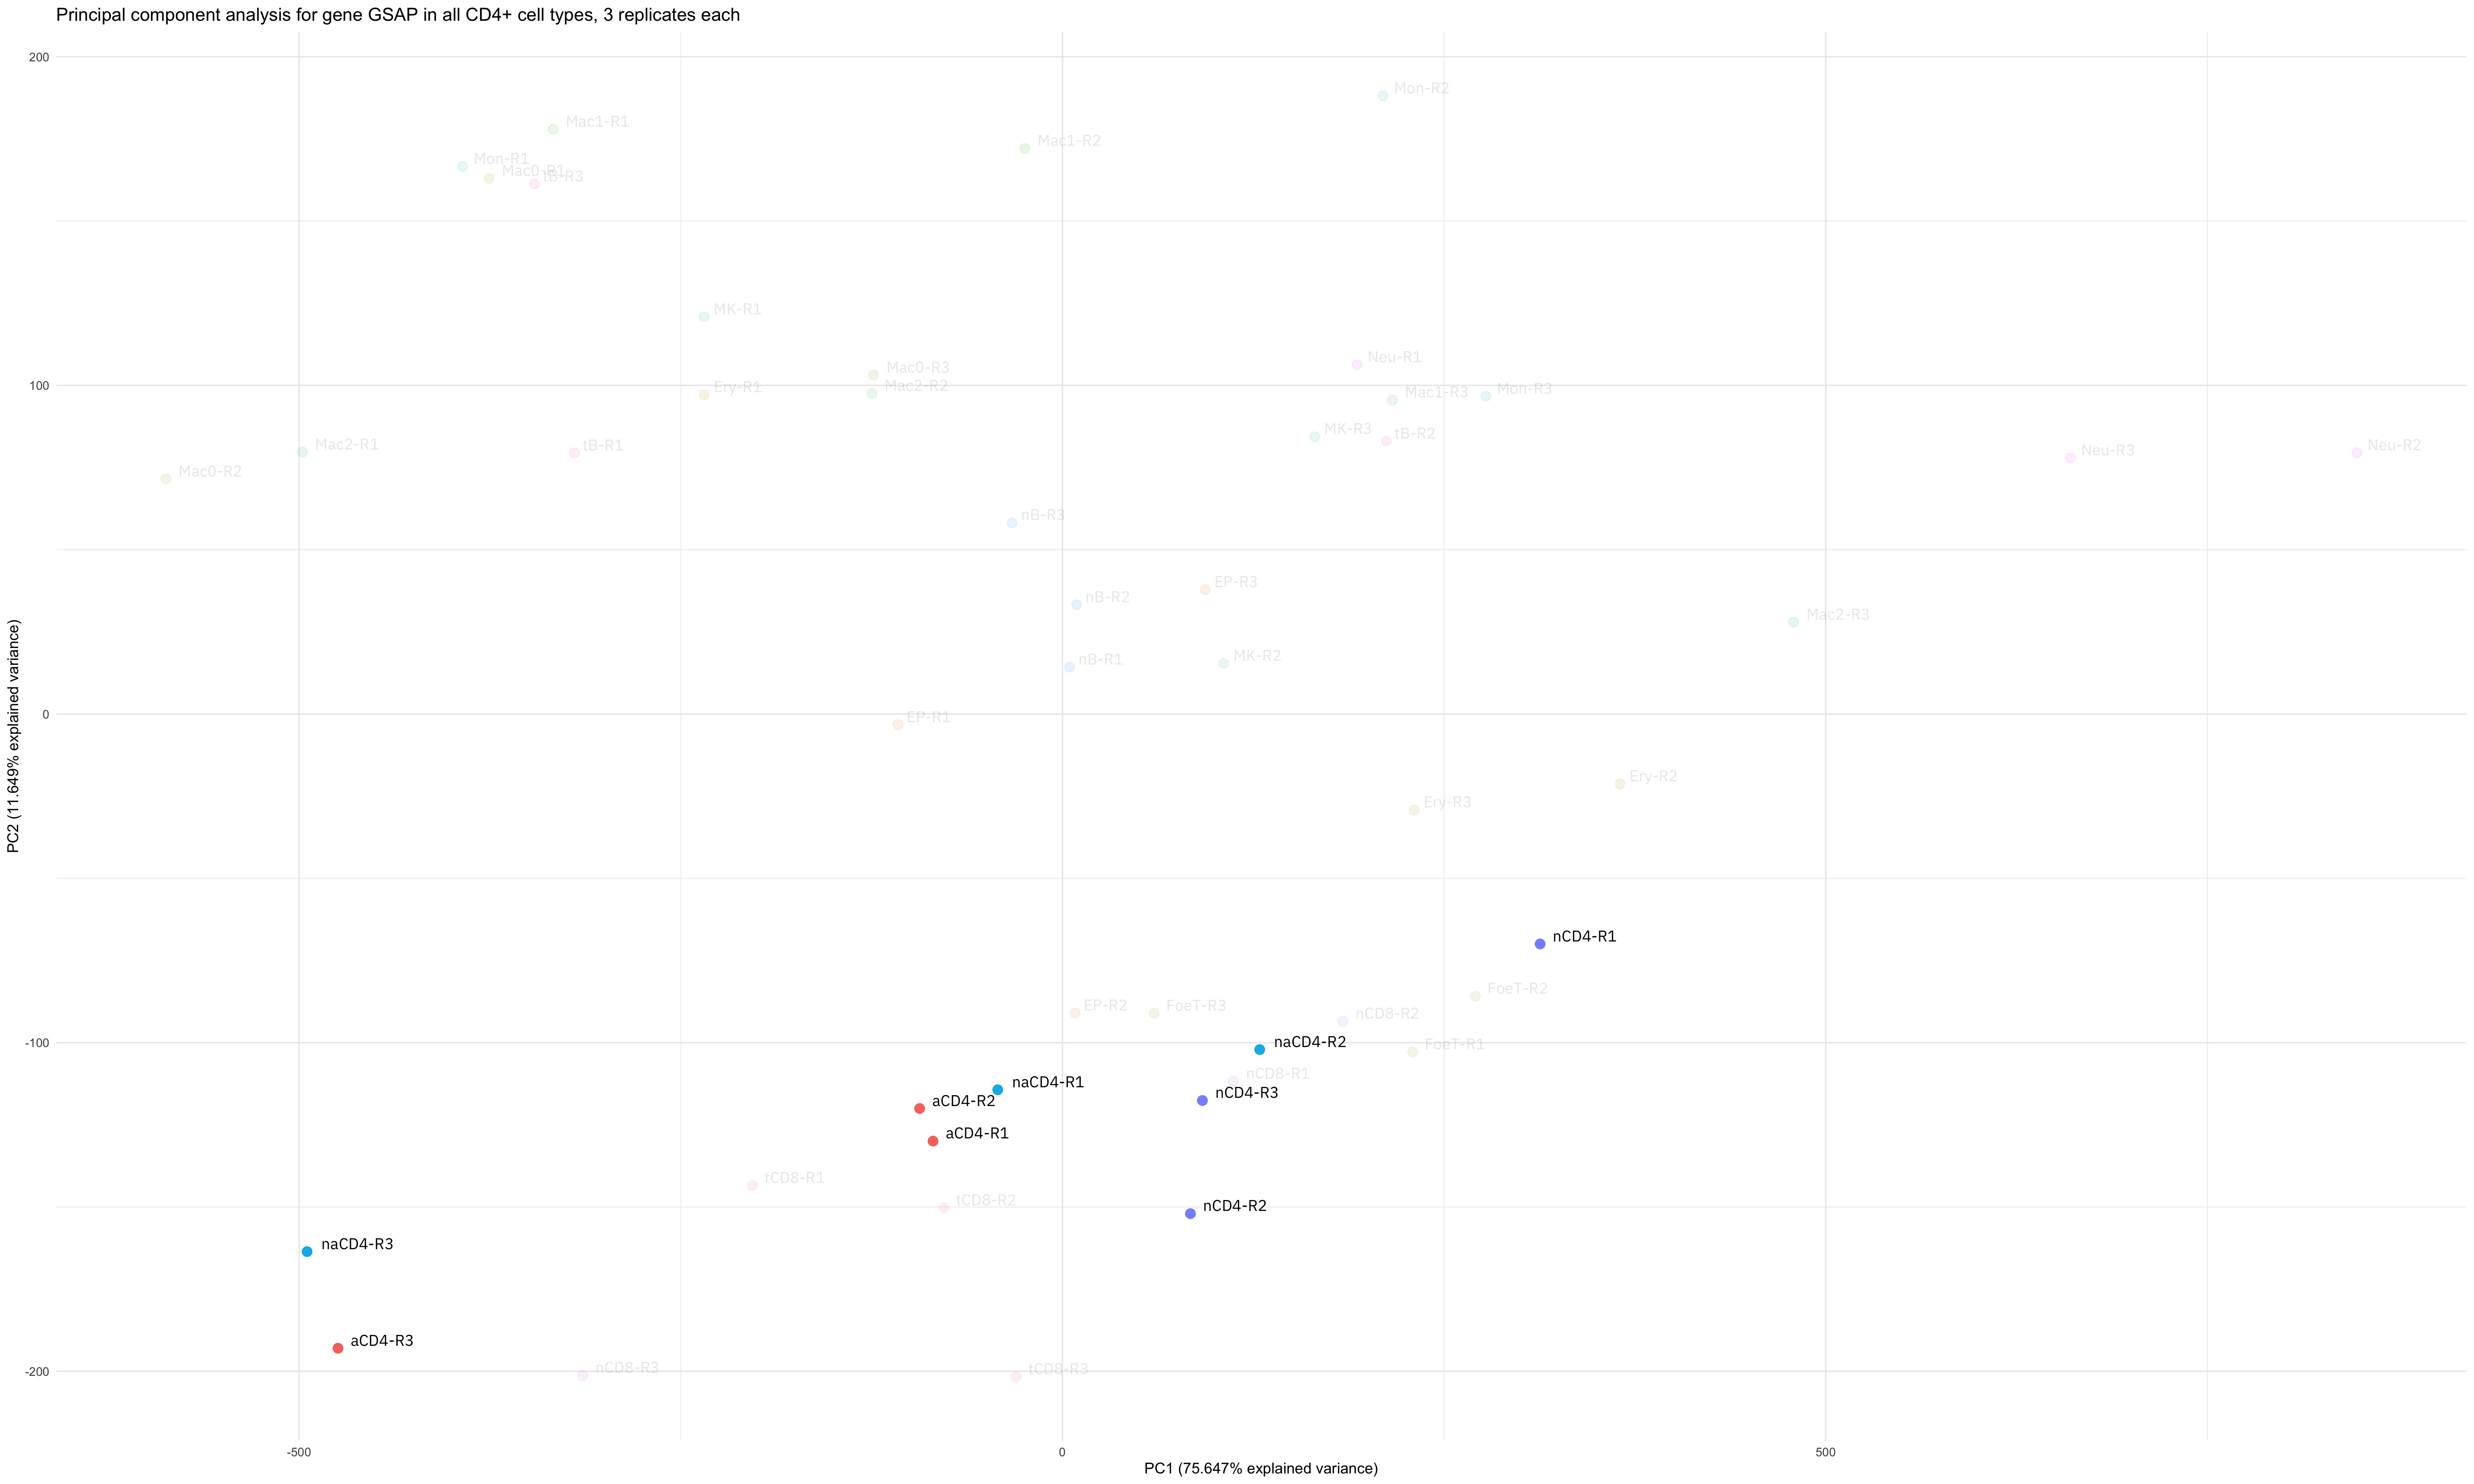 Principal component analysis for gene GSAP in all CD4+ cell types, 3 replicates each
200
Mon-R2
Mac1-R1
Mac1-R2
Mon-R1
Mac0-R1
tB-R3
MK-R1
Neu-R1
Mac0-R3
100
Ery-R1
Mac2-R2
Mac1-R3
Mon-R3
MK-R3
tB-R2
Mac2-R1
tB-R1
Neu-R3
Neu-R2
Mac0-R2
nB-R3
EP-R3
nB-R2
Mac2-R3
nB-R1
MK-R2
0
EP-R1
PC2 (11.649% explained variance)
Ery-R2
Ery-R3
nCD4-R1
FoeT-R2
EP-R2
FoeT-R3
nCD8-R2
-100
naCD4-R2
FoeT-R1
nCD8-R1
naCD4-R1
nCD4-R3
aCD4-R2
aCD4-R1
tCD8-R1
tCD8-R2
nCD4-R2
naCD4-R3
aCD4-R3
-200
nCD8-R3
tCD8-R3
-500
0
500
PC1 (75.647% explained variance)